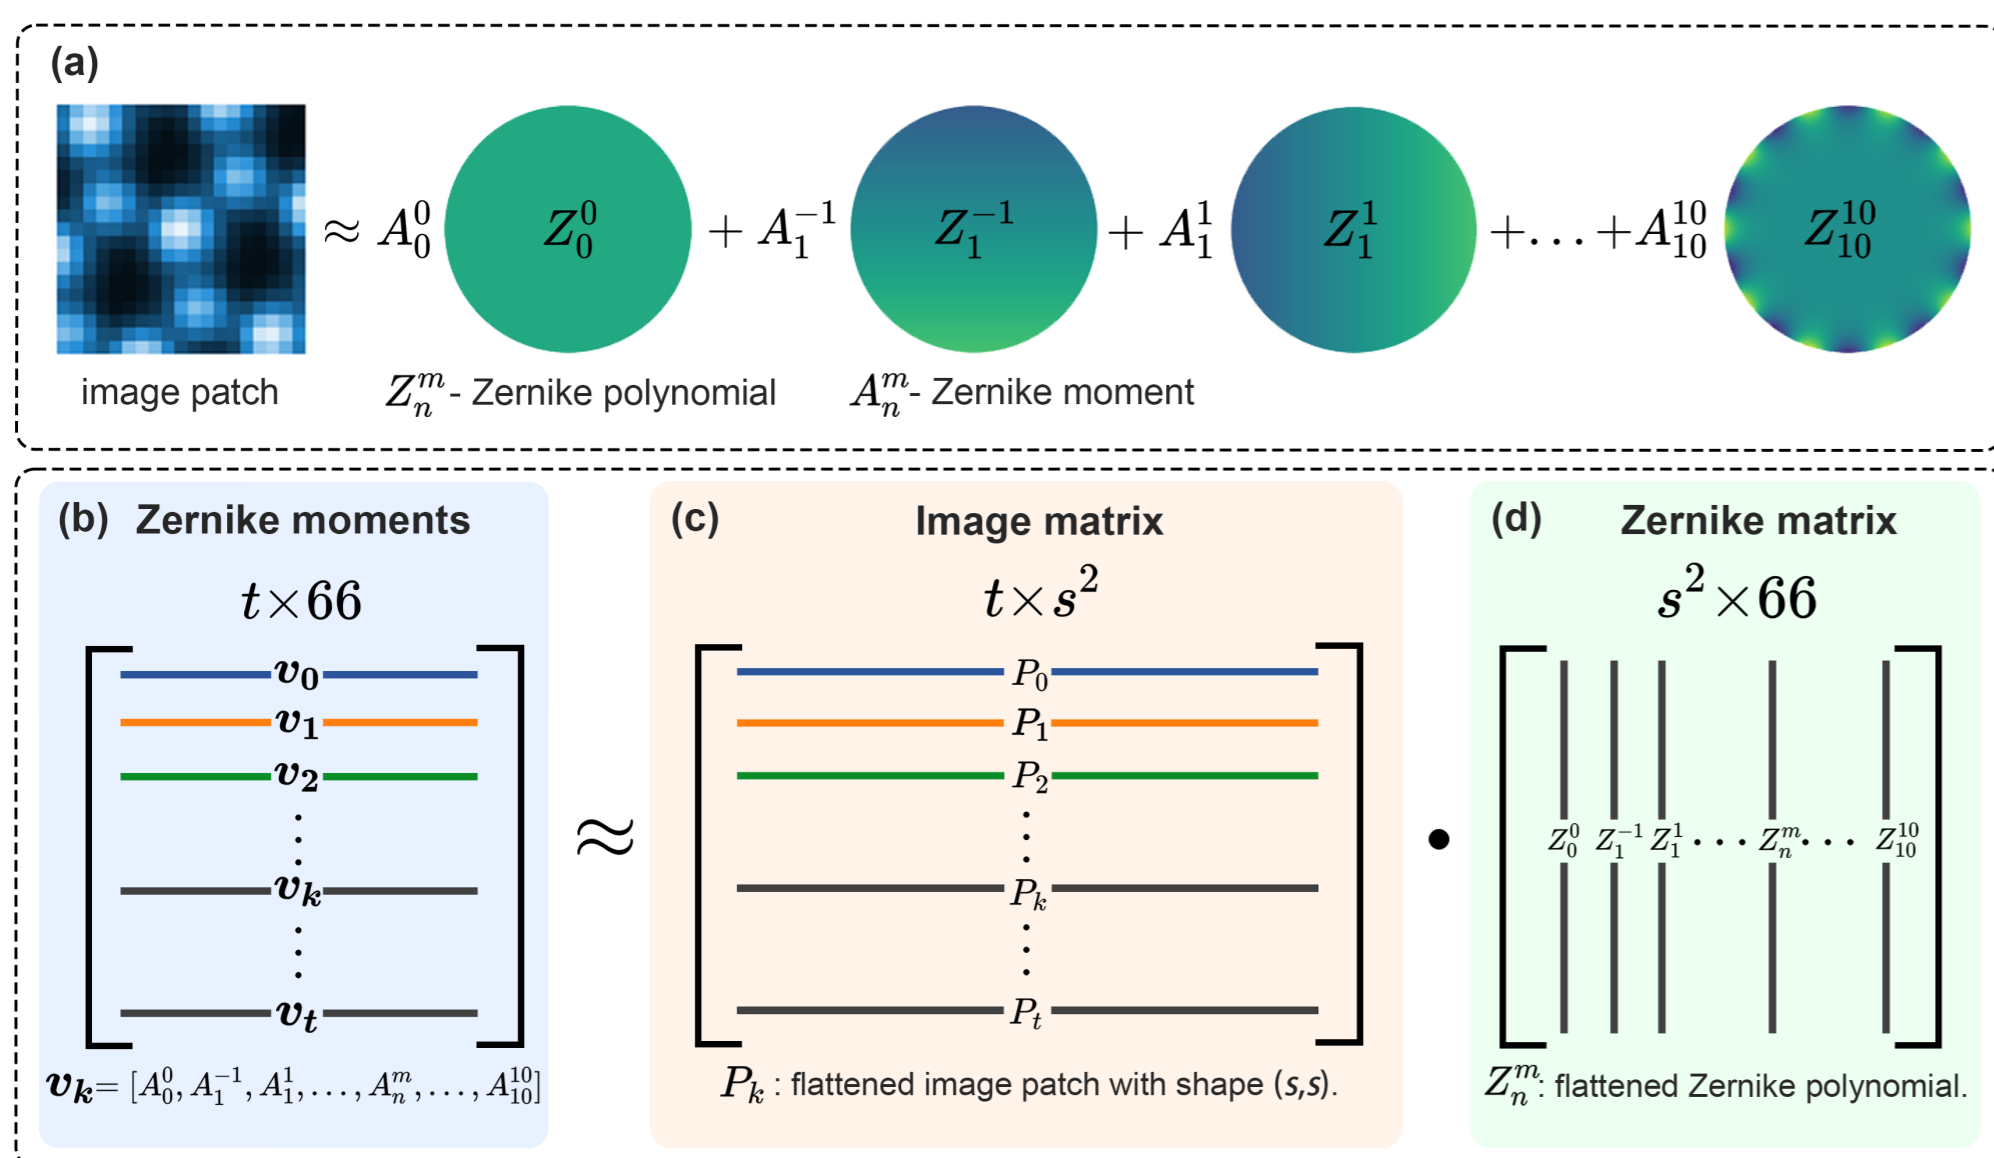 (a)
≈ A_0^0 Z_0^0 + A_1^{-1} Z_1^{-1} + A_1^1 Z_1^1 +...+ A_{10}^{10} Z_{10}^{10}
image patch
Z_n^m - Zernike polynomial
A_n^m - Zernike moment
(b) Zernike moments
t×66
v_0
v_1
v_2
⋮
v_k
⋮
v_t
v_k = [A_0^0, A_1^{-1}, A_1^1, ..., A_n^m, ..., A_{10}^{10}]
≈
(c) Image matrix
t×s^2
P_0
P_1
P_2
⋮
P_k
⋮
P_t
P_k : flattened image patch with shape (s,s).
•
(d) Zernike matrix
s^2×66
Z_0^0 Z_1^{-1} Z_1^1 ··· Z_n^m ··· Z_{10}^{10}
Z_n^m: flattened Zernike polynomial.